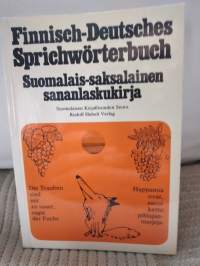 Finnisch-Deutsches
Sprichwörterbuch
Suomalais-saksalainen
sananlaskukirja
Suomalaisen Kirjallisuuden Seura
Rudolf Habelt Verlag
Die Trauben
sind
mir
zu sauer,
sagte
der Fuchs
Happamia
ovat,
sanoi
kettu
pihlajan-
marjoja